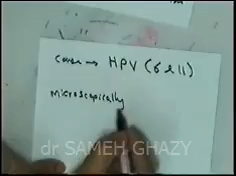 Cause → HPV (6 & 11)
Microscopically
dr SAMEH GHAZY